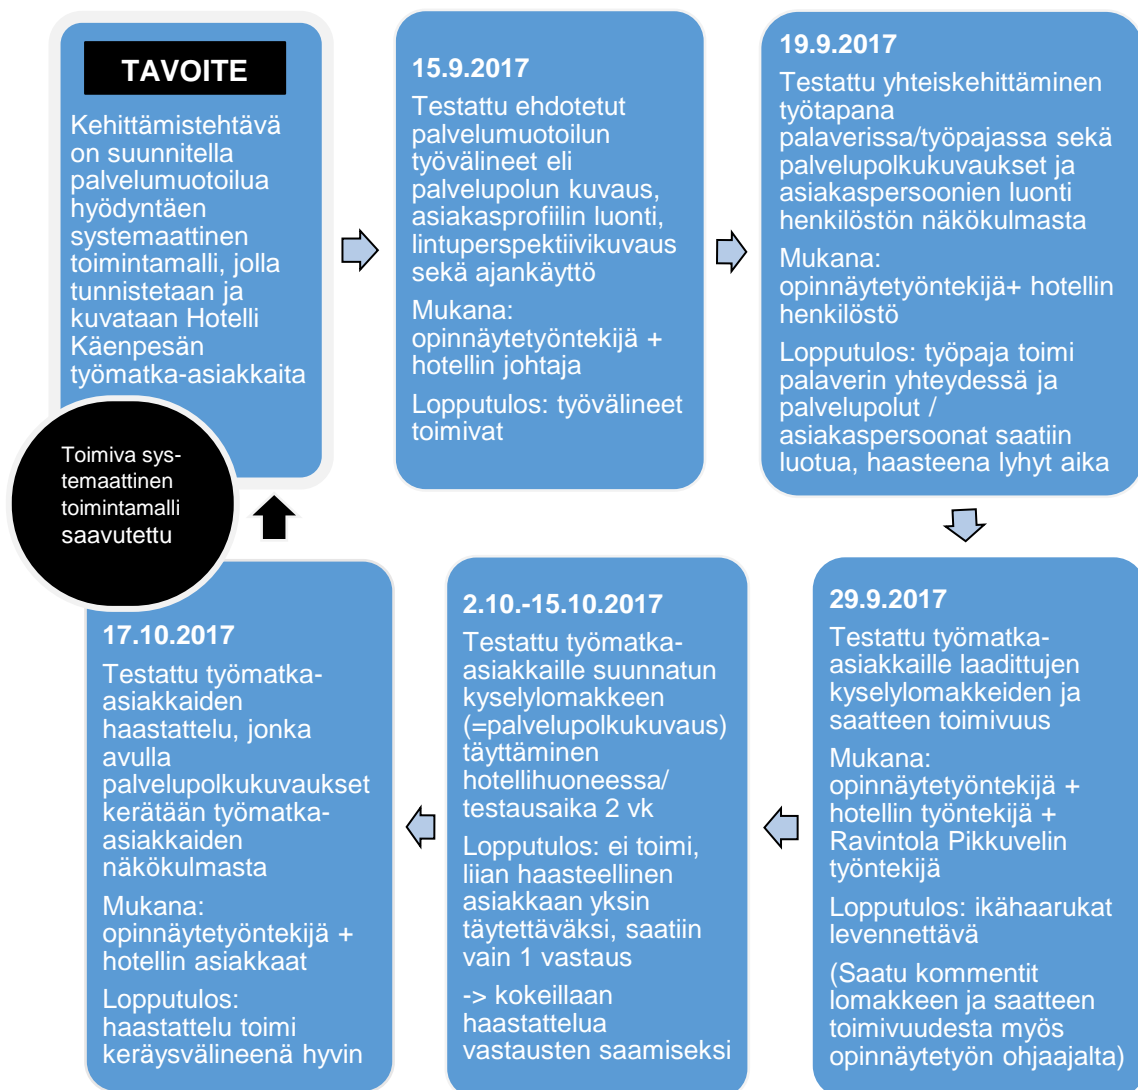 TAVOITE
Kehittämistehtävä
on suunnitella
palvelumuotoilua
hyödyntäen
systemaattinen
toimintamalli, jolla
tunnistetaan ja
kuvataan Hotelli
Käenpesän
työmatka-asiakkaita
15.9.2017
Testattu ehdotetut
palvelumuotoilun
työvälineet eli
palvelupolun kuvaus,
asiakasprofiilin luonti,
lintuperspektiivikuvaus
sekä ajankäyttö
Mukana:
opinnäytetyöntekijä +
hotellin johtaja
Lopputulos: työvälineet
toimivat
19.9.2017
Testattu yhteiskehittäminen
työtapana
palaverissa/työpajassa sekä
palvelupolkukuvaukset ja
asiakaspersoonien luonti
henkilöstön näkökulmasta
Mukana:
opinnäytetyöntekijä+ hotellin
henkilöstö
Lopputulos: työpaja toimi
palaverin yhteydessä ja
palvelupolut /
asiakaspersoonat saatiin
luotua, haasteena lyhyt aika
29.9.2017
Testattu työmatka-
asiakkaille laadittujen
kyselylomakkeiden ja
saatteen toimivuus
Mukana:
opinnäytetyöntekijä +
hotellin työntekijä +
Ravintola Pikkuvelin
työntekijä
Lopputulos: ikähaarukat
levennettävä
(Saatu kommentit
lomakkeen ja saatteen
toimivuudesta myös
opinnäytetyön ohjaajalta)
2.10.-15.10.2017
Testattu työmatka-
asiakkaille suunnatun
kyselylomakkeen
(=palvelupolkukuvaus)
täyttäminen
hotellihuoneessa/
testausaika 2 vk
Lopputulos: ei toimi,
liian haasteellinen
asiakkaan yksin
täytettäväksi, saatiin
vain 1 vastaus
-> kokeillaan
haastattelua
vastausten saamiseksi
17.10.2017
Testattu työmatka-
asiakkaiden
haastattelu, jonka
avulla
palvelupolkukuvaukset
kerätään työmatka-
asiakkaiden
näkökulmasta
Mukana:
opinnäytetyöntekijä +
hotellin asiakkaat
Lopputulos:
haastattelu toimi
keräysvälineenä hyvin
Toimiva sys-
temaattinen
toimintamalli
saavutettu